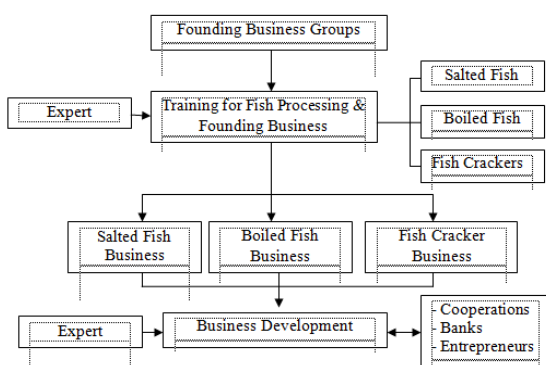 Founding Business Groups
Salted Fish
Expert
Training for Fish Processing &
Founding Business
Boiled Fish
Fish Crackers
Salted Fish
Business
Boiled Fish
Business
Fish Cracker
Business
Expert
Business Development
- Cooperations
- Banks
- Entrepreneurs